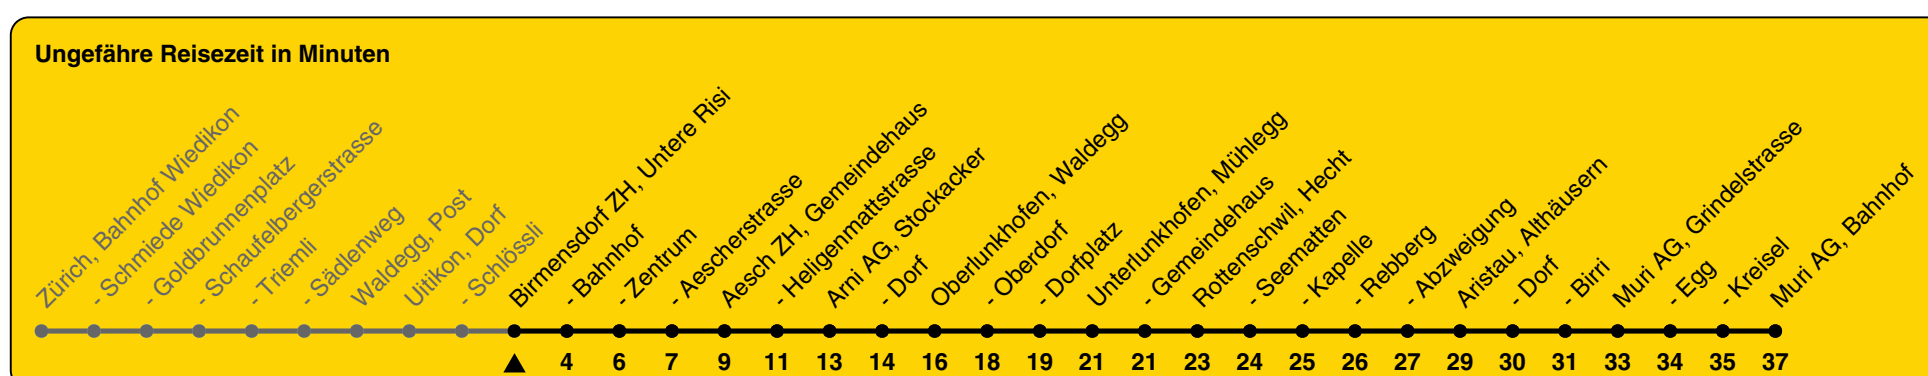 Ungefähre Reisezeit in Minuten
Zürich, Bahnhof Wiedikon
- Schmiede Wiedikon
- Goldbrunnenplatz
- Schaufelbergerstrasse
- Triemli
- Sädlenweg
Waldegg, Post
Uitikon, Dorf
- Schlössli
Birmensdorf ZH, Untere Risi
- Bahnhof
- Zentrum
- Aescherstrasse
Aesch ZH, Gemeindehaus
- Heligenmattstrasse
Arni AG, Stockacker
- Dorf
Oberlunkhofen, Waldegg
- Oberdorf
- Dorfplatz
Unterlunkhofen, Mühlegg
- Gemeindehaus
Rottenschwil, Hecht
- Seematten
- Kapelle
- Rebberg
- Abzweigung
Aristau, Althäusern
- Dorf
- Birri
Muri AG, Grindelstrasse
- Egg
- Kreisel
Muri AG, Bahnhof
4 6 7 9 11 13 14 16 18 19 21 21 23 24 25 26 27 29 30 31 33 34 35 37